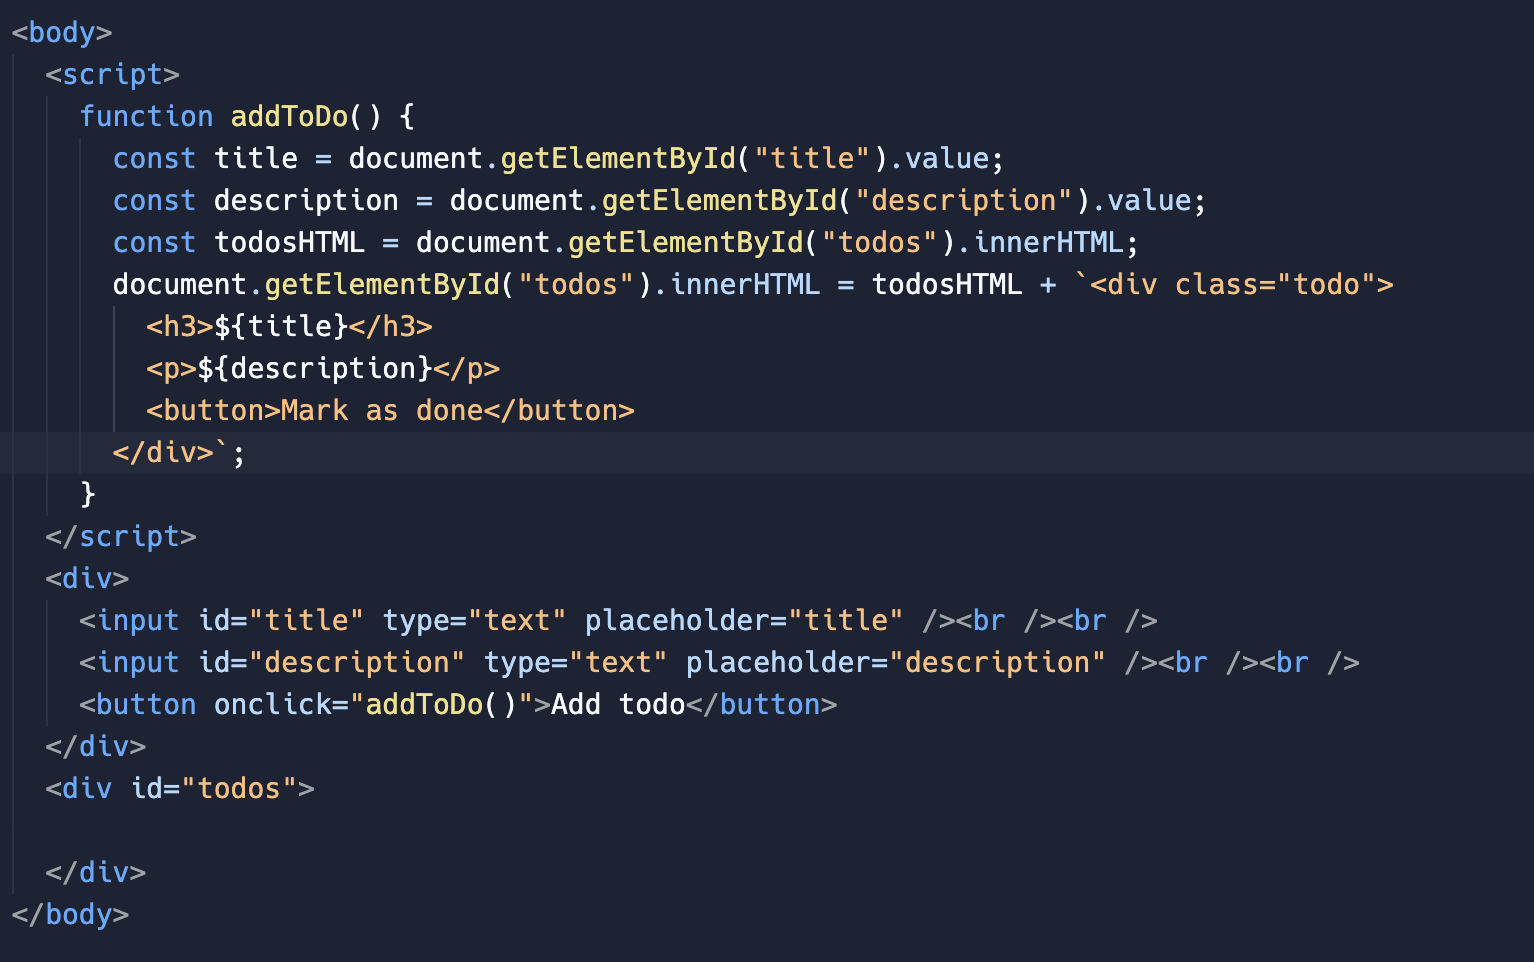 <body>
<script>
function addToDo() {
const title = document.getElementById("title").value;
const description = document.getElementById("description").value;
const todosHTML = document.getElementById("todos").innerHTML;
document.getElementById("todos").innerHTML = todosHTML + `<div class="todo">
<h3>${title}</h3>
<p>${description}</p>
<button>Mark as done</button>
</div>`;
}
</script>
<div>
<input id="title" type="text" placeholder="title" /><br /><br />
<input id="description" type="text" placeholder="description" /><br /><br />
<button onclick="addToDo()">Add todo</button>
</div>
<div id="todos">
</div>
</body>